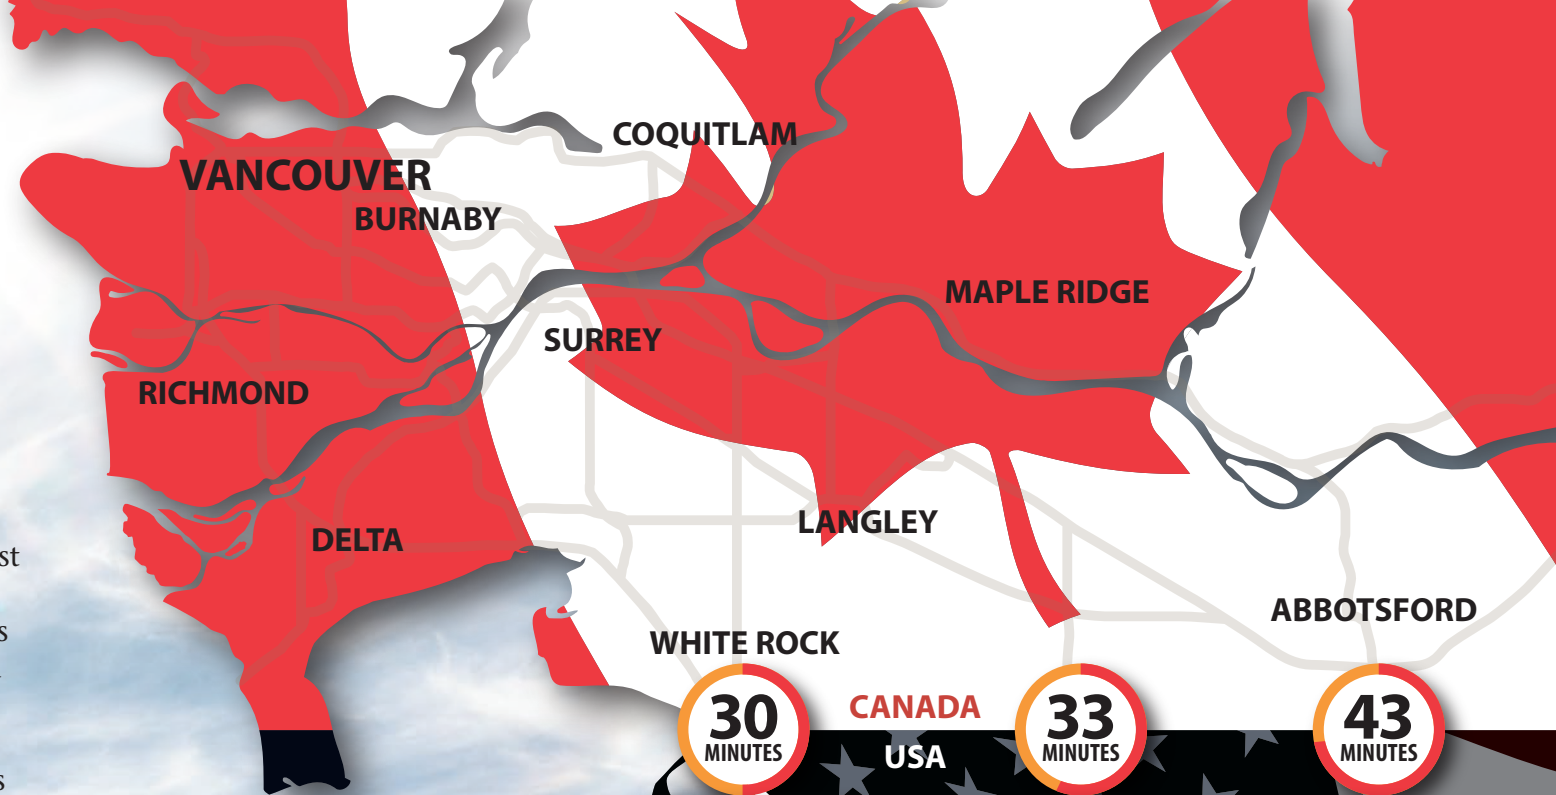 COQUITLAM
VANCOUVER
BURNABY
MAPLE RIDGE
SURREY
RICHMOND
LANGLEY
DELTA
st
s
ABBOTSFORD
WHITE ROCK
30
MINUTES
CANADA
USA
33
MINUTES
43
MINUTES
s